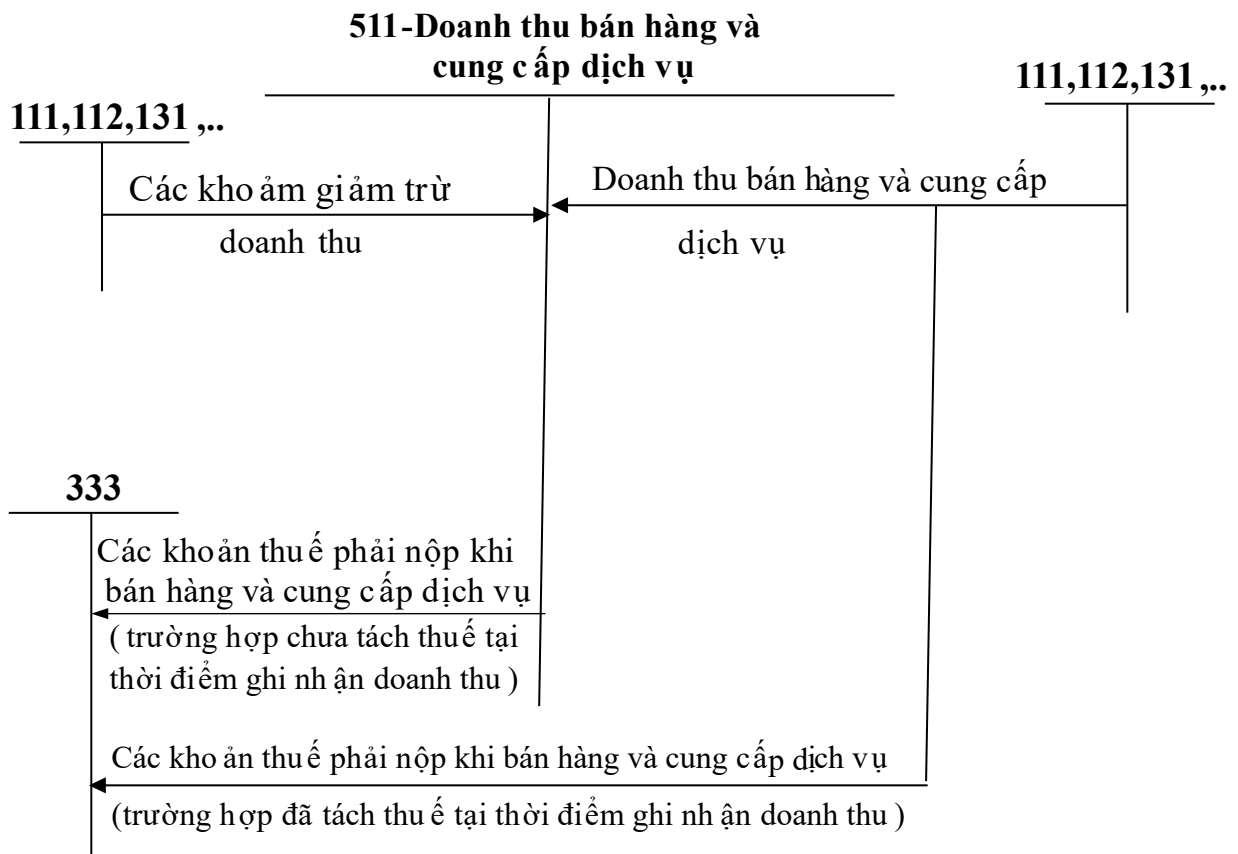 511-Doanh thu bán hàng và
cung cấp dịch vụ
111,112,131,..
111,112,131,..
Các khoảm giảm trừ
doanh thu
Doanh thu bán hàng và cung cấp
dịch vụ
333
Các khoản thuế phải nộp khi
bán hàng và cung cấp dịch vụ
( trường hợp chưa tách thuế tại
thời điểm ghi nhận doanh thu )
Các khoản thuế phải nộp khi bán hàng và cung cấp dịch vụ
(trường hợp đã tách thuế tại thời điểm ghi nhận doanh thu )